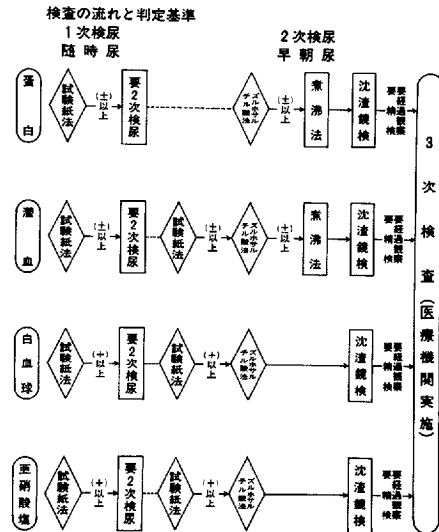 検査の流れと判定基準
1次検尿
随時尿
2次検尿
早朝尿
蛋白
試験紙法
(±)以上
要2次検尿
ズルホサルチル酸法
(±)以上
煮沸法
沈渣鏡検
要経過観察
要精検
潜血
試験紙法
(±)以上
要2次検尿
試験紙法
(±)以上
ズルホサルチル酸法
(±)以上
煮沸法
沈渣鏡検
要経過観察
要精検
白血球
試験紙法
(+)以上
要2次検尿
試験紙法
(+)以上
ズルホサルチル酸法
沈渣鏡検
要経過観察
要精検
亜硝酸塩
試験紙法
(+)以上
要2次検尿
試験紙法
(+)以上
ズルホサルチル酸法
沈渣鏡検
要経過観察
要精検
3次検査(医療機関実施)